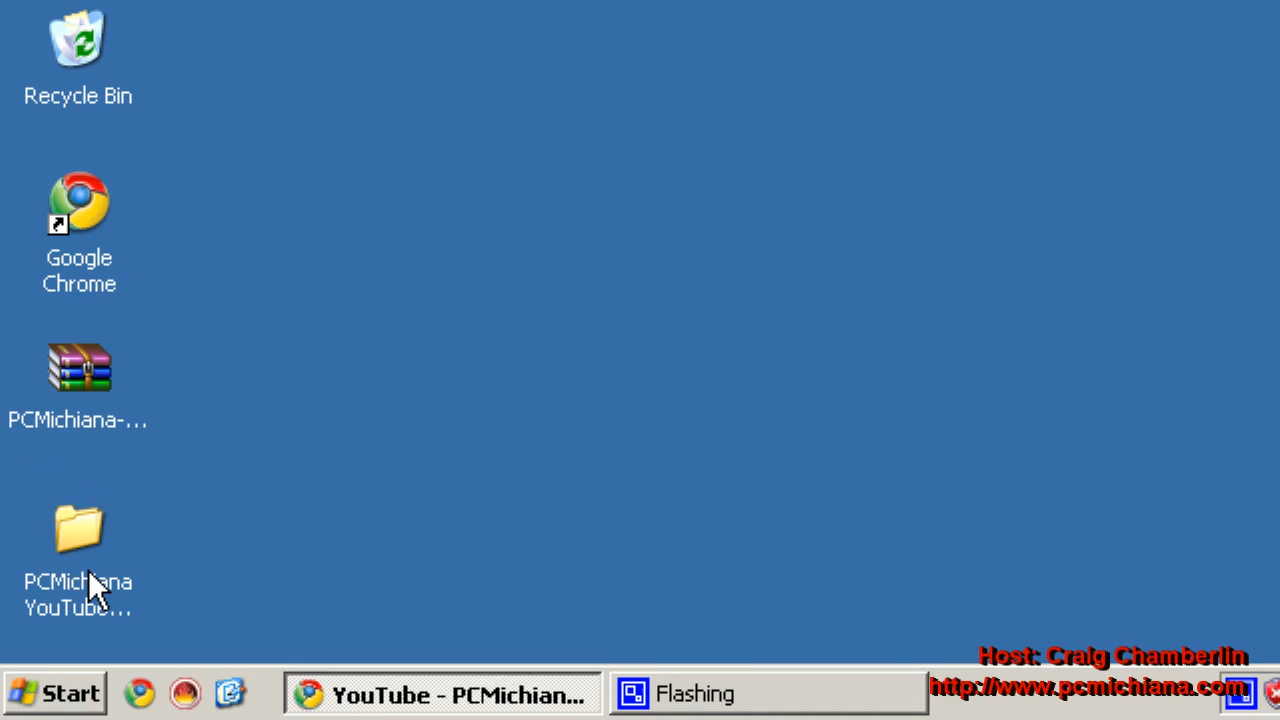 Recycle Bin
Google
Chrome
PCMichiana-...
PCMichiana
YouTube...
Host: Craig Chamberlin
http://www.pcmichiana.com
Start
YouTube - PCMichian...
Flashing